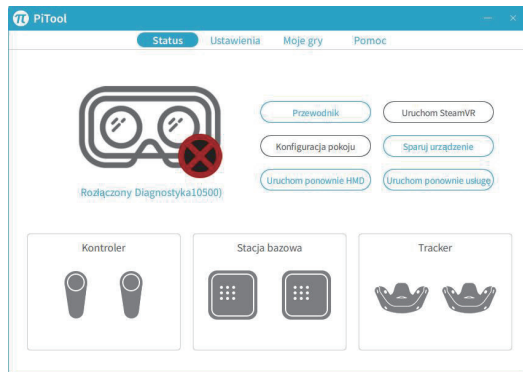 PiTool
Status Ustawienia Moje gry Pomoc
Przewodnik Uruchom SteamVR
Konfiguracja pokoju Sparuj urządzenie
Uruchom ponownie HMD Uruchom ponownie usługę
Rozłączony Diagnostyka10500)
Kontroler Stacja bazowa Tracker